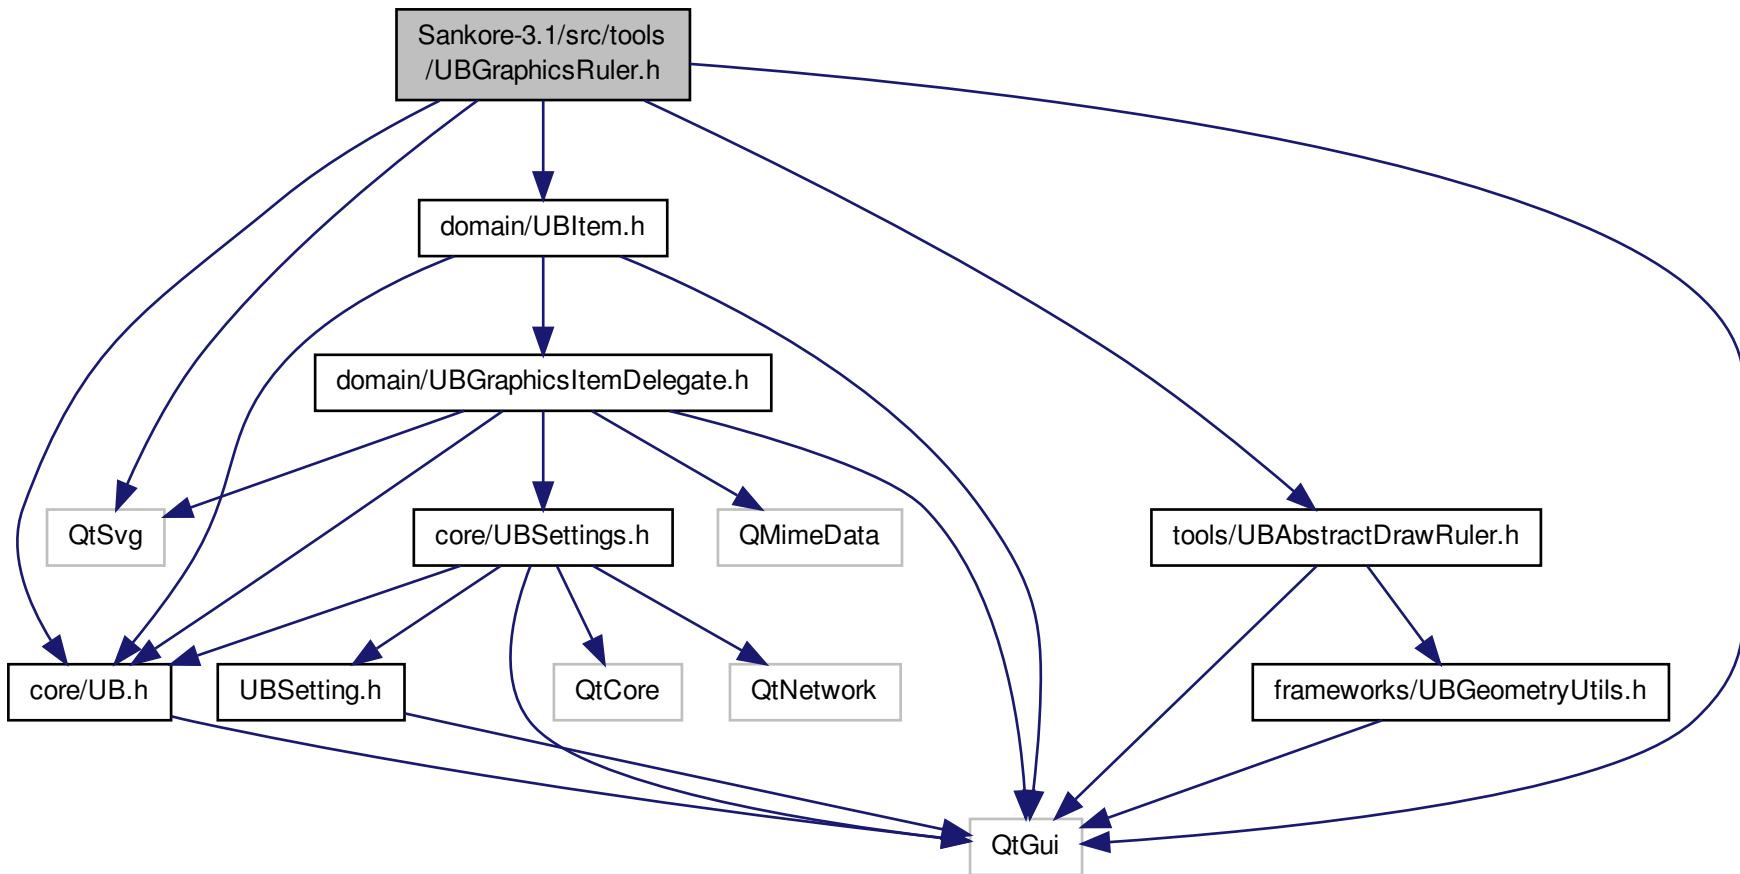 Sankore-3.1/src/tools
/UBGraphicsRuler.h
domain/UBItem.h
domain/UBGraphicsItemDelegate.h
QtSvg
core/UBSettings.h
QMimeData
tools/UBAbstractDrawRuler.h
core/UB.h
UBSetting.h
QtCore
QtNetwork
frameworks/UBGeometryUtils.h
QtGui